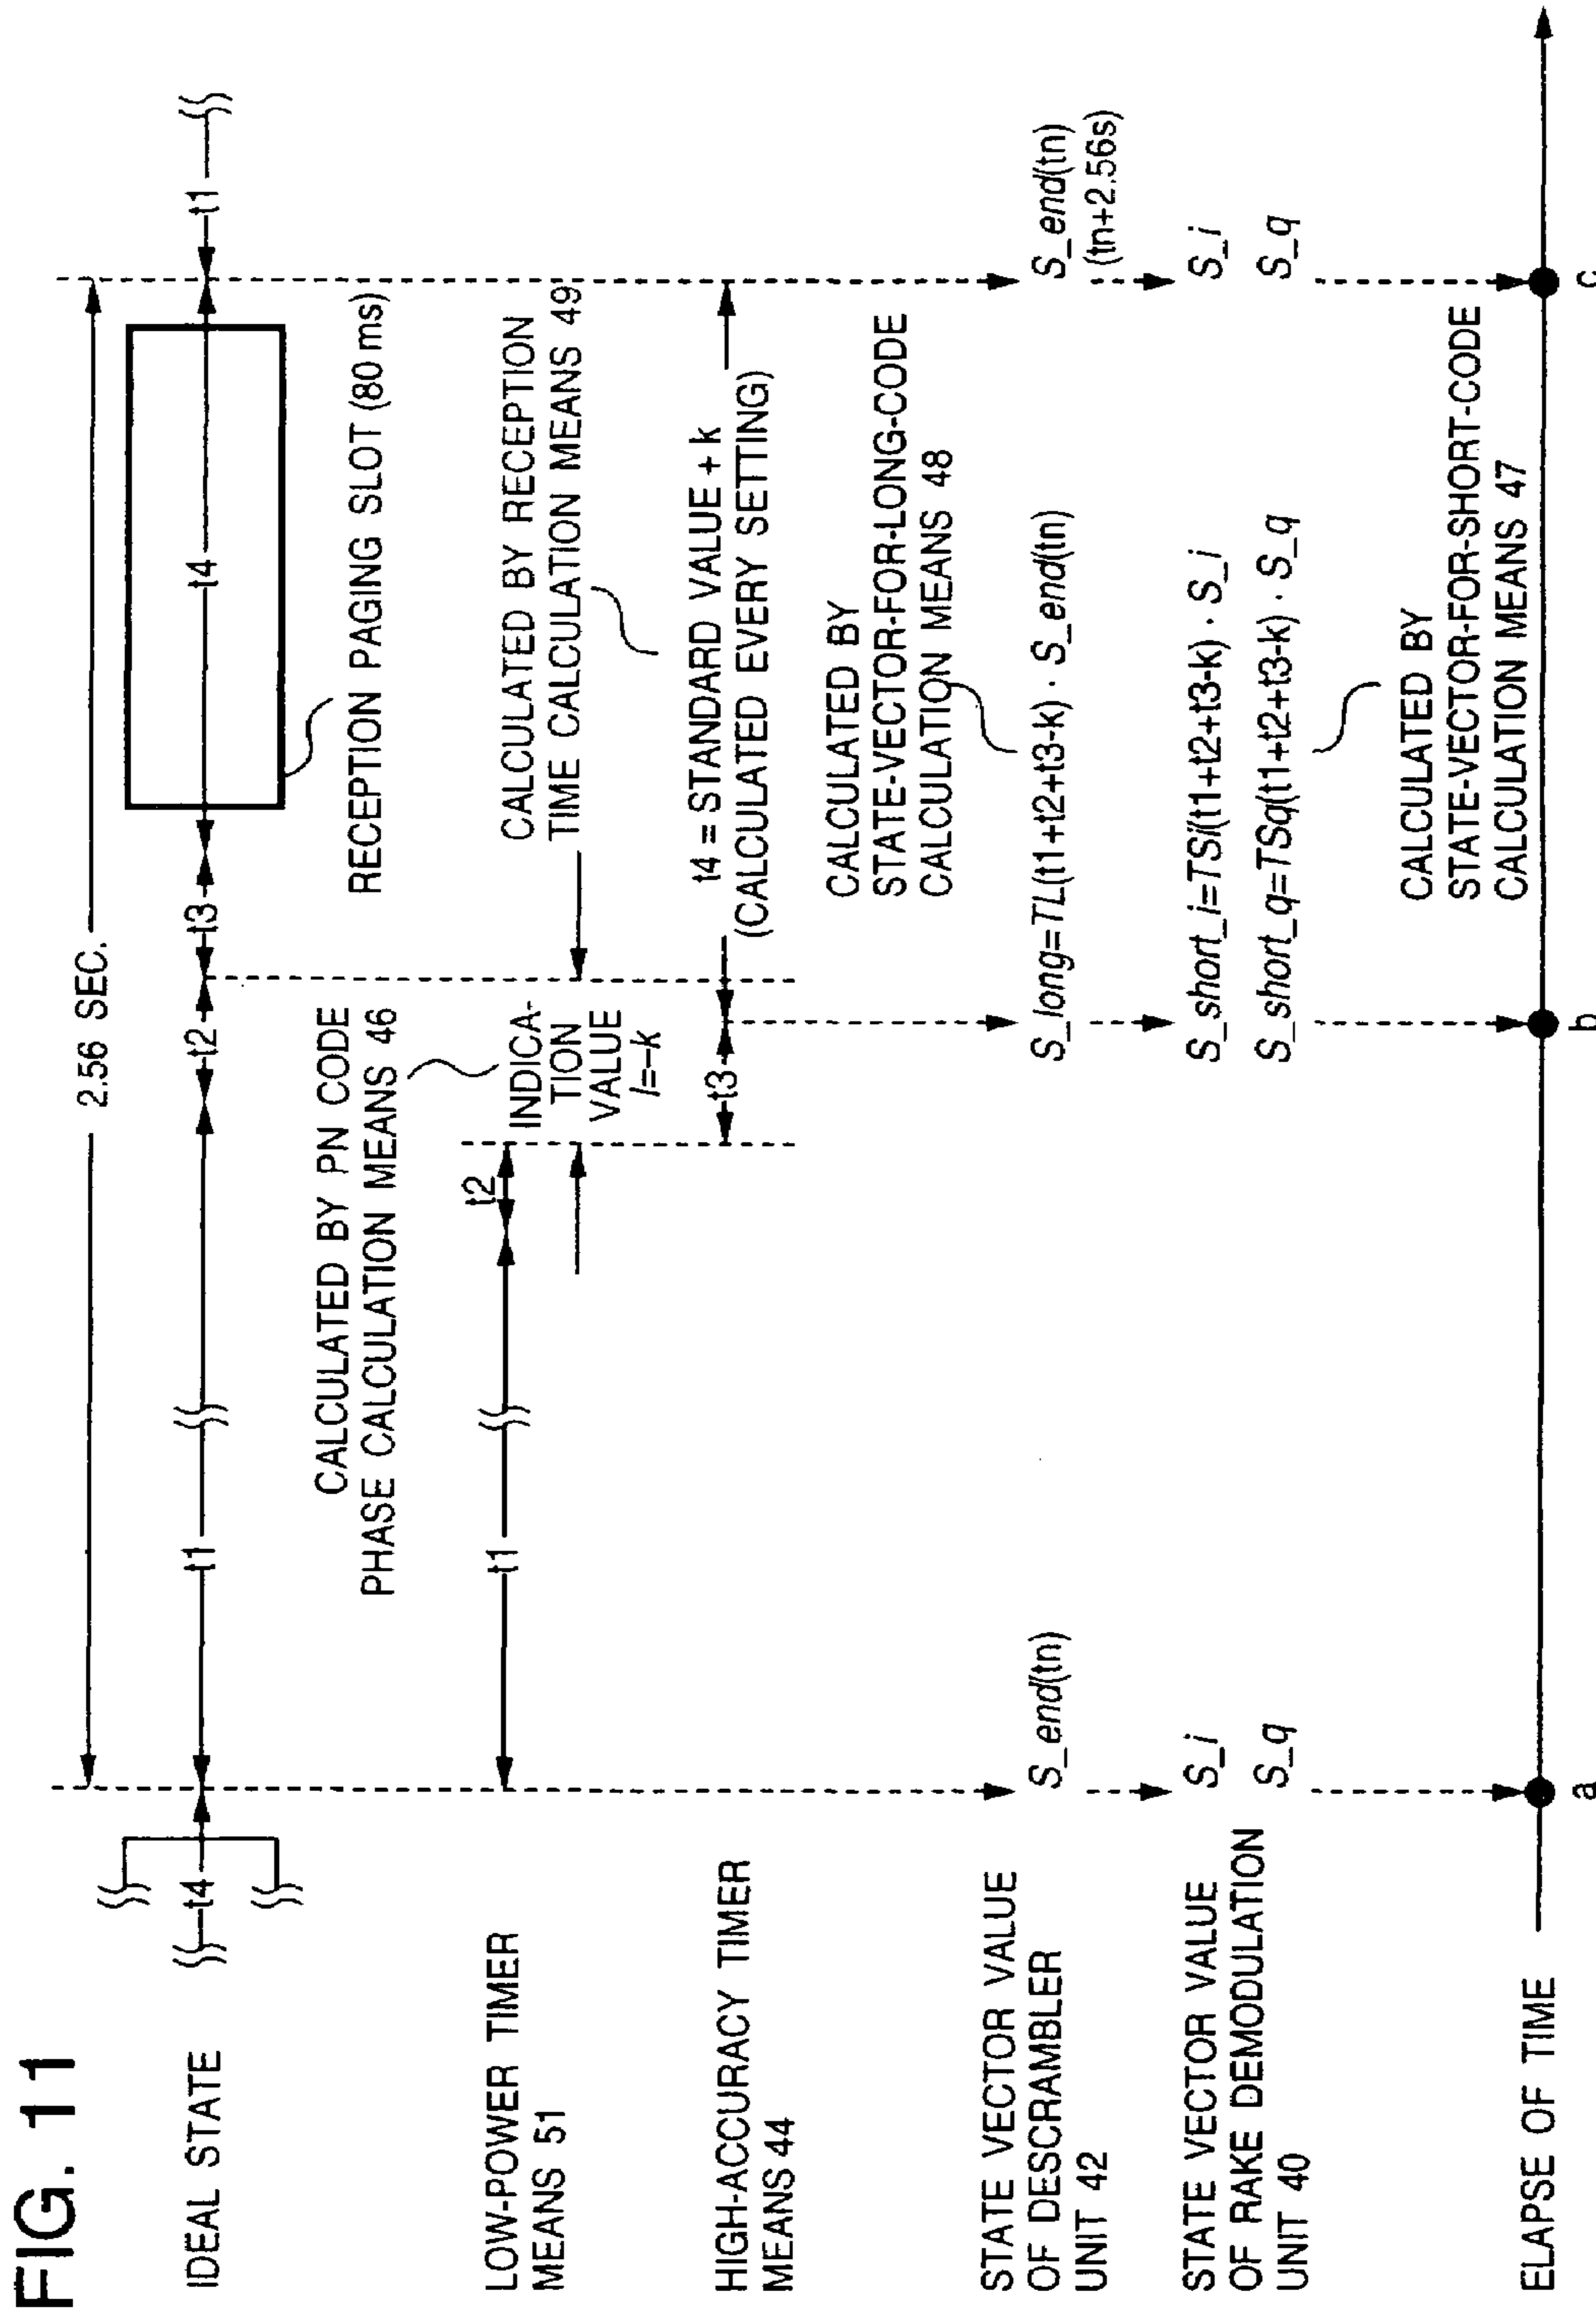 FIG. 11
2.56 SEC.
IDEAL STATE
t4
t1
t2
t3
t4
t1
RECEPTION PAGING SLOT (80 ms)
CALCULATED BY PN CODE
PHASE CALCULATION MEANS 46
LOW-POWER TIMER
MEANS 51
t1
t2
INDICA-
TION
VALUE
I=-k
CALCULATED BY RECEPTION
TIME CALCULATION MEANS 49
HIGH-ACCURACY TIMER
MEANS 44
t3
t4 = STANDARD VALUE + k
(CALCULATED EVERY SETTING)
CALCULATED BY
STATE-VECTOR-FOR-LONG-CODE
CALCULATION MEANS 48
STATE VECTOR VALUE
OF DESCRAMBLER
UNIT 42
S_end(tn)
S_long=TL(t1+t2+t3-k) · S_end(tn)
S_end(tn)
(tn+2.56s)
STATE VECTOR VALUE
OF RAKE DEMODULATION
UNIT 40
S_i
S_q
S_short_i=TSi(t1+t2+t3-k) · S_i
S_short_q=TSq(t1+t2+t3-k) · S_q
S_i
S_q
CALCULATED BY
STATE-VECTOR-FOR-SHORT-CODE
CALCULATION MEANS 47
ELAPSE OF TIME
a
b
c